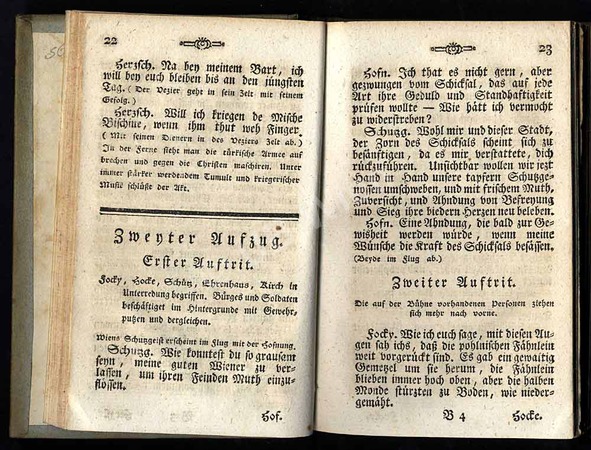 22
Herzsch. Na bey meinem Bart, ich
will bey euch bleiben bis an den jüngsten
Tag. (Der Vezier geht in sein Zelt mit seinem
Gefolg.)
Herzsch. Will ich kriegen de Mische
Bischine, wenn ihm thut weh Finger.
(Mit seinen Dienern in des Veziers Zelt ab.)
In der Ferne sieht man die türkische Armee auf
brechen und gegen die Christen maschiren. Unter
immer stärker werdendem Tumult und kriegerischer
Musik schlüßt der Akt.
Zweyter Aufzug.
Erster Auftrit.
Jocky, Hocke, Schütz, Ehrenhaus, Kirch in
Unterredung begriffen. Bürges und Soldaten
beschäftiget im Hintergrunde mit Gewehr-
putzen und dergleichen.
Wiens Schutzgeist erscheint im Flug mit der Hofnung.
Schutzg. Wie konntest du so grausam
seyn, meine guten Wiener zu ver-
lassen, um ihren Feinden Muth einzu-
flössen.
Hof.
23
Hofn. Ich that es nicht gern, aber
gezwungen vom Schicksal, das auf jede
Art ihre Geduld und Standhaftigkeit
prüfen wollte — Wie hätt ich vermocht
zu widerstreben?
Schutzg. Wohl mir und dieser Stadt,
der Zorn des Schicksals scheint sich zu
besänftigen, da es mir verstattete, dich
rückzuführen. Unsichtbar wollen wir nun
Hand in Hand unsere tapfern Schutzge-
nossen umschweben, und mit frischem Muth,
Zuversicht, und Ahndung von Befreyung
und Sieg ihre biedern Herzen neu beleben.
Hofn. Eine Ahndung, die bald zur Ge-
wisheit werden würde, wenn meine
Wünsche die Kraft des Schicksals besässen.
(Beyde im Flug ab.)
Zweiter Auftrit.
Die auf der Bühne vorhandenen Personen ziehen
sich mehr nach vorne.
Jocky. Wie ich euch sage, mit diesen Au-
gen sah ichs, daß die pohlnischen Fähnlein
weit vorgerückt sind. Es gab ein gewaltig
Gemetzel um sie herum, die Fähnlein
blieben immer hoch oben, aber die halben
Monde stürzten zu Boden, wie nieder-
gemäht.
B 4 Hocke.